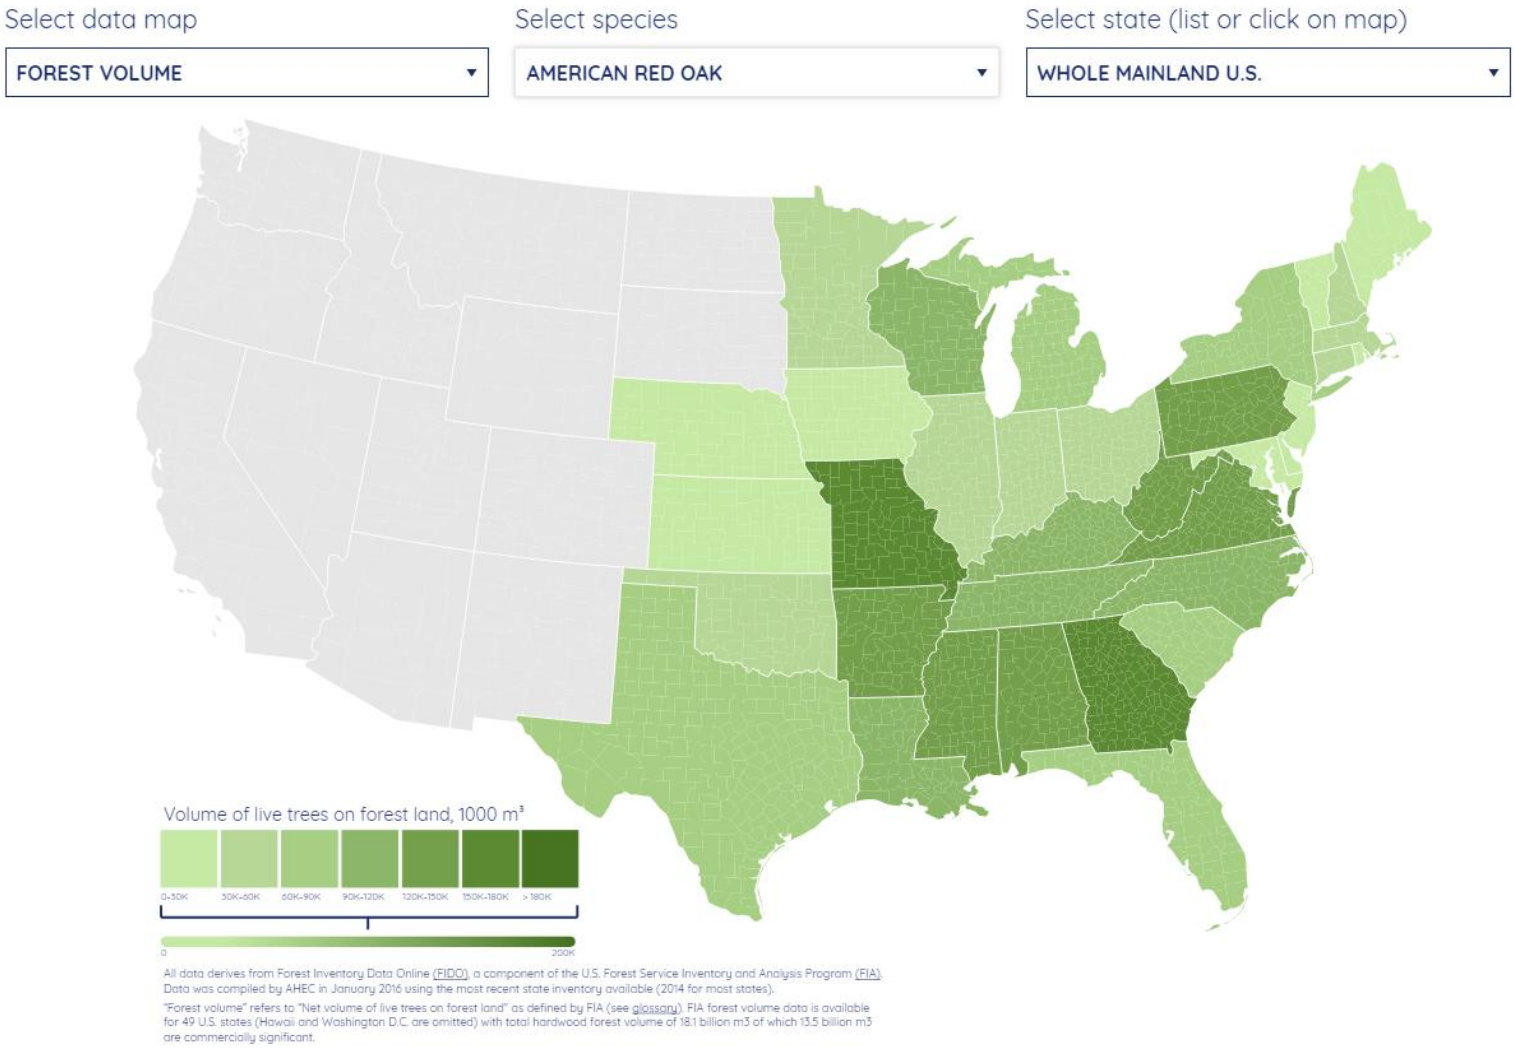 Select data map
Select species
Select state (list or click on map)
FOREST VOLUME
AMERICAN RED OAK
WHOLE MAINLAND U.S.
Volume of live trees on forest land, 1000 m³
0-30K 30K-60K 60K-90K 90K-120K 120K-150K 150K-180K > 180K
0 200K
All data derives from Forest Inventory Data Online (FIDO), a component of the U.S. Forest Service Inventory and Analysis Program (FIA).
Data was compiled by AHEC in January 2016 using the most recent state inventory available (2014 for most states).
"Forest volume" refers to "Net volume of live trees on forest land" as defined by FIA (see glossary). FIA forest volume data is available
for 49 U.S. states (Hawaii and Washington D.C. are omitted) with total hardwood forest volume of 18.1 billion m3 of which 13.5 billion m3
are commercially significant.